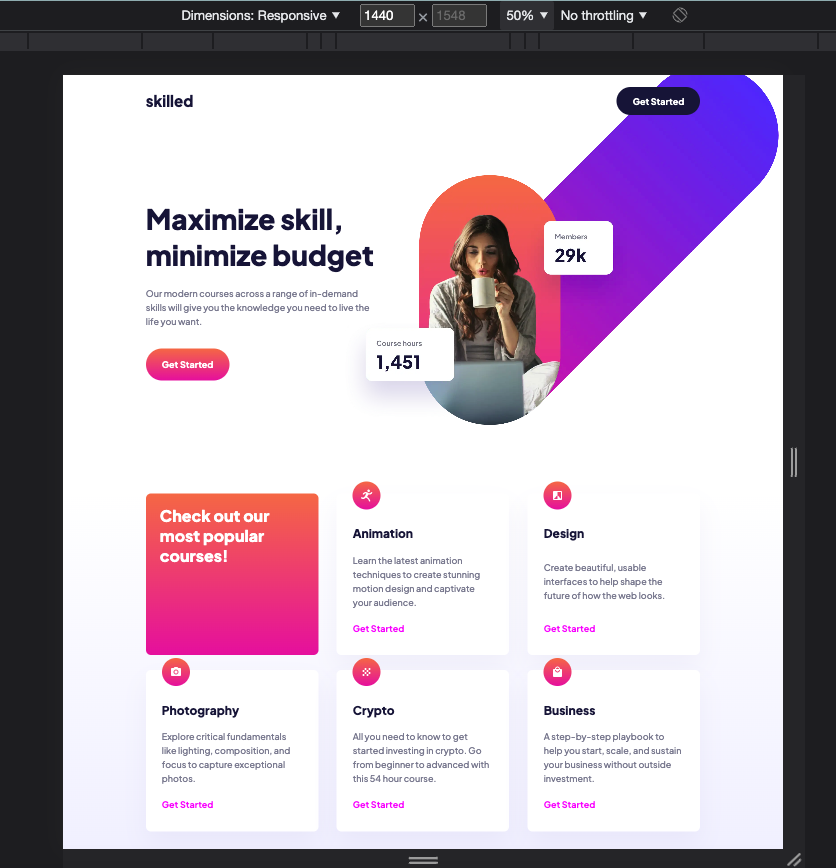 Dimensions: Responsive ▼ 1440 × 1548 50% ▼ No throttling ▼
skilled
Get Started
Maximize skill,
minimize budget
Our modern courses across a range of in-demand
skills will give you the knowledge you need to live the
life you want.
Get Started
Members
29k
Course hours
1,451
Check out our
most popular
courses!
Animation
Learn the latest animation
techniques to create stunning
motion design and captivate
your audience.
Get Started
Design
Create beautiful, usable
interfaces to help shape the
future of how the web looks.
Get Started
Photography
Explore critical fundamentals
like lighting, composition, and
focus to capture exceptional
photos.
Get Started
Crypto
All you need to know to get
started investing in crypto. Go
from beginner to advanced with
this 54 hour course.
Get Started
Business
A step-by-step playbook to
help you start, scale, and sustain
your business without outside
investment.
Get Started